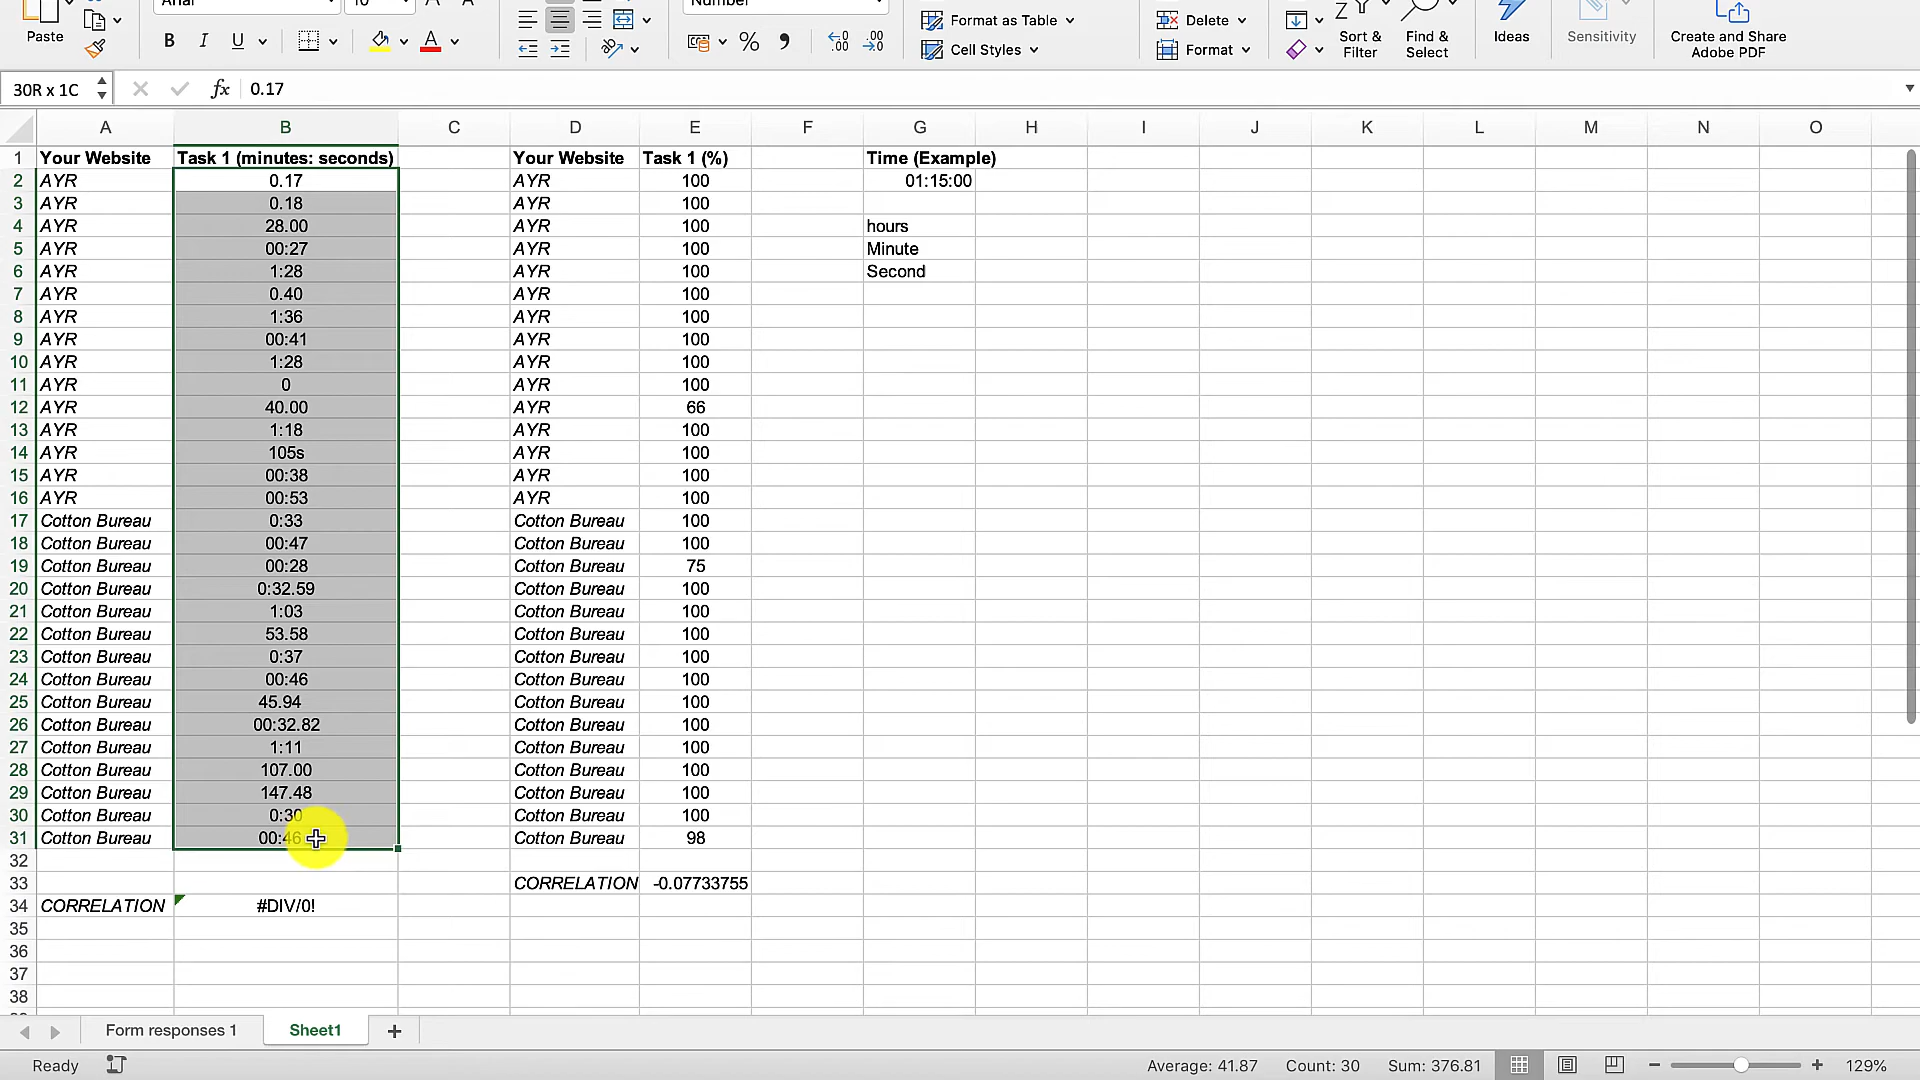 Arial 10 Number
Paste Format as Table Delete Sort & Filter Find & Select Ideas Sensitivity Create and Share Adobe PDF
B I U % Cell Styles Format
30R x 1C fx 0.17
A B C D E F G H I J K L M N O
1 Your Website Task 1 (minutes: seconds) Your Website Task 1 (%) Time (Example)
2 AYR 0.17 AYR 100 01:15:00
3 AYR 0.18 AYR 100
4 AYR 28.00 AYR 100 hours
5 AYR 00:27 AYR 100 Minute
6 AYR 1:28 AYR 100 Second
7 AYR 0.40 AYR 100
8 AYR 1:36 AYR 100
9 AYR 00:41 AYR 100
10 AYR 1:28 AYR 100
11 AYR 0 AYR 100
12 AYR 40.00 AYR 66
13 AYR 1:18 AYR 100
14 AYR 105s AYR 100
15 AYR 00:38 AYR 100
16 AYR 00:53 AYR 100
17 Cotton Bureau 0:33 Cotton Bureau 100
18 Cotton Bureau 00:47 Cotton Bureau 100
19 Cotton Bureau 00:28 Cotton Bureau 75
20 Cotton Bureau 0:32.59 Cotton Bureau 100
21 Cotton Bureau 1:03 Cotton Bureau 100
22 Cotton Bureau 53.58 Cotton Bureau 100
23 Cotton Bureau 0:37 Cotton Bureau 100
24 Cotton Bureau 00:46 Cotton Bureau 100
25 Cotton Bureau 45.94 Cotton Bureau 100
26 Cotton Bureau 00:32.82 Cotton Bureau 100
27 Cotton Bureau 1:11 Cotton Bureau 100
28 Cotton Bureau 107.00 Cotton Bureau 100
29 Cotton Bureau 147.48 Cotton Bureau 100
30 Cotton Bureau 0:30 Cotton Bureau 100
31 Cotton Bureau 00:46 Cotton Bureau 98
32
33 CORRELATION -0.07733755
34 CORRELATION #DIV/0!
35
36
37
38
Form responses 1 Sheet1 +
Ready Average: 41.87 Count: 30 Sum: 376.81 129%